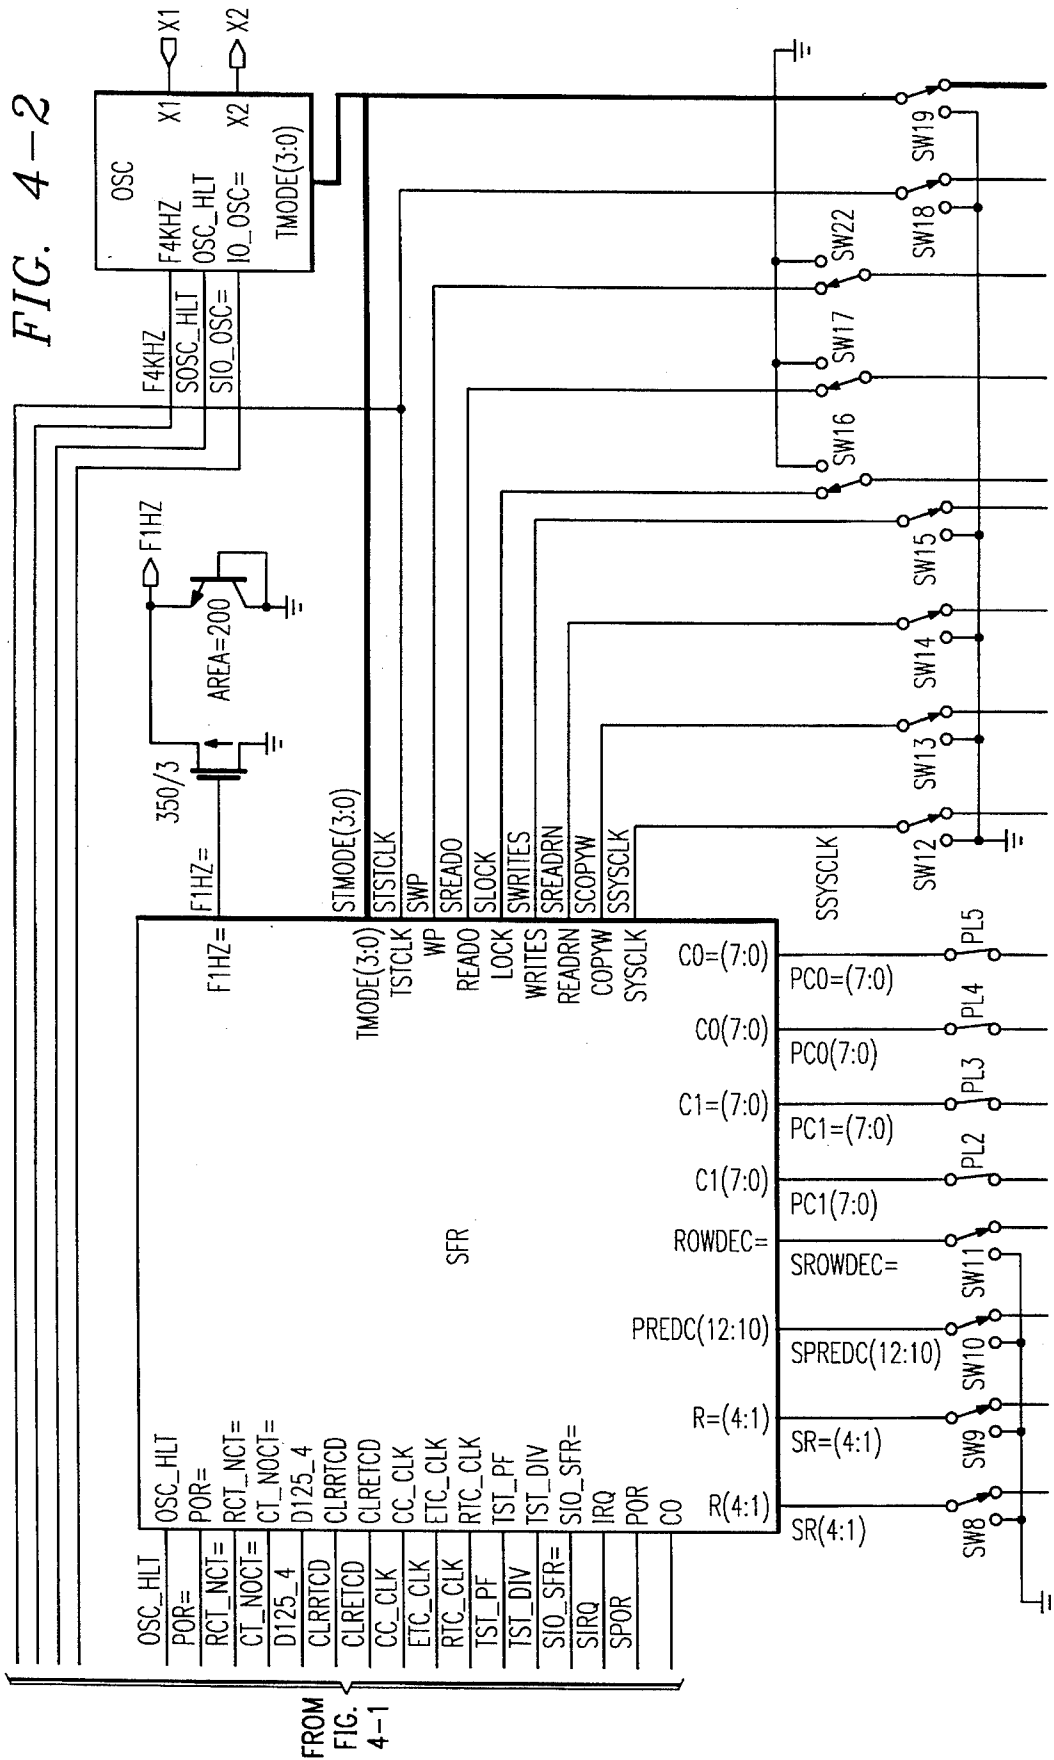 FIG. 4-2
X1
X2
OSC
X1
X2
F4KHZ
OSC_HLT
IO_OSC=
TMODE(3:0)
F4KHZ
SOSC_HLT
SIO_OSC=
F1HZ
AREA=200
350/3
F1HZ=
F1HZ=
STMODE(3:0)
STSTCLK
SWP
SREADO
SLOCK
SWRITES
SREADRN
SCOPYW
SSYSCLK
TMODE(3:0)
TSTCLK
WP
READO
LOCK
WRITES
READRN
COPYW
SYSCLK
SFR
OSC_HLT
POR=
RCT_NCT=
CT_NOCT=
D125_4
CLRRTCD
CLRETCD
CC_CLK
ETC_CLK
RTC_CLK
TST_PF
TST_DIV
SIO_SFR=
IRQ
POR
CO
OSC_HLT
POR=
RCT_NCT=
CT_NOCT=
D125_4
CLRRTCD
CLRETCD
CC_CLK
ETC_CLK
RTC_CLK
TST_PF
TST_DIV
SIO_SFR=
SIRQ
SPOR
FROM
FIG.
4-1
R(4:1)
R=(4:1)
PREDC(12:10)
ROWDEC=
C1(7:0)
C1=(7:0)
C0(7:0)
C0=(7:0)
SR(4:1)
SR=(4:1)
SPREDC(12:10)
SROWDEC=
PC1(7:0)
PC1=(7:0)
PC0(7:0)
PC0=(7:0)
SSYSCLK
SW8
SW9
SW10
SW11
PL2
PL3
PL4
PL5
SW12
SW13
SW14
SW15
SW16
SW17
SW22
SW18
SW19